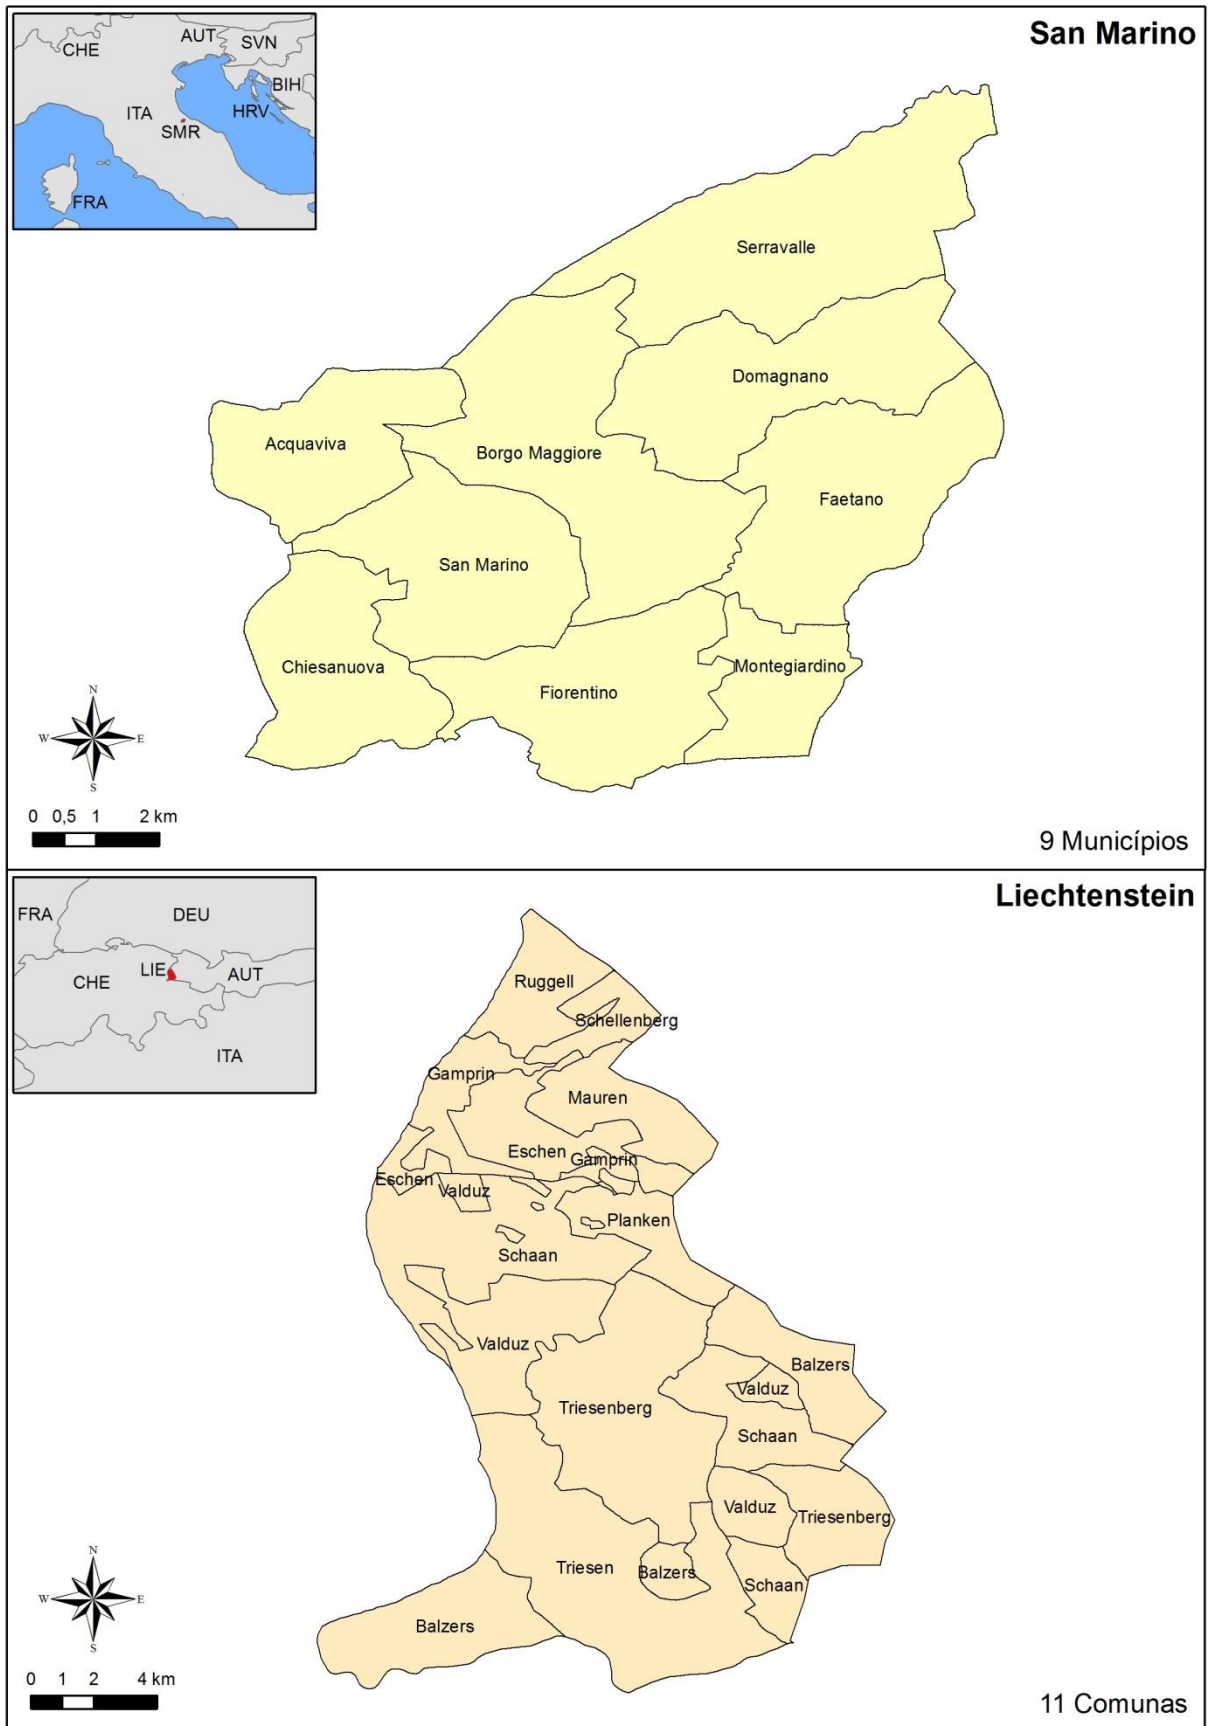 San Marino
CHE
AUT
SVN
BIH
ITA
HRV
SMR
FRA
Serravalle
Domagnano
Acquaviva
Borgo Maggiore
Faetano
San Marino
Chiesanuova
Montegiardino
Fiorentino
N
W
E
S
0 0,5 1 2 km
9 Municípios
Liechtenstein
FRA
DEU
LIE
CHE
AUT
ITA
Ruggell
Schellenberg
Gamprin
Mauren
Eschen
Gamprin
Eschen
Valduz
Planken
Schaan
Valduz
Balzers
Valduz
Triesenberg
Schaan
Valduz
Triesenberg
Triesen
Balzers
Schaan
Balzers
N
W
E
S
0 1 2 4 km
11 Comunas